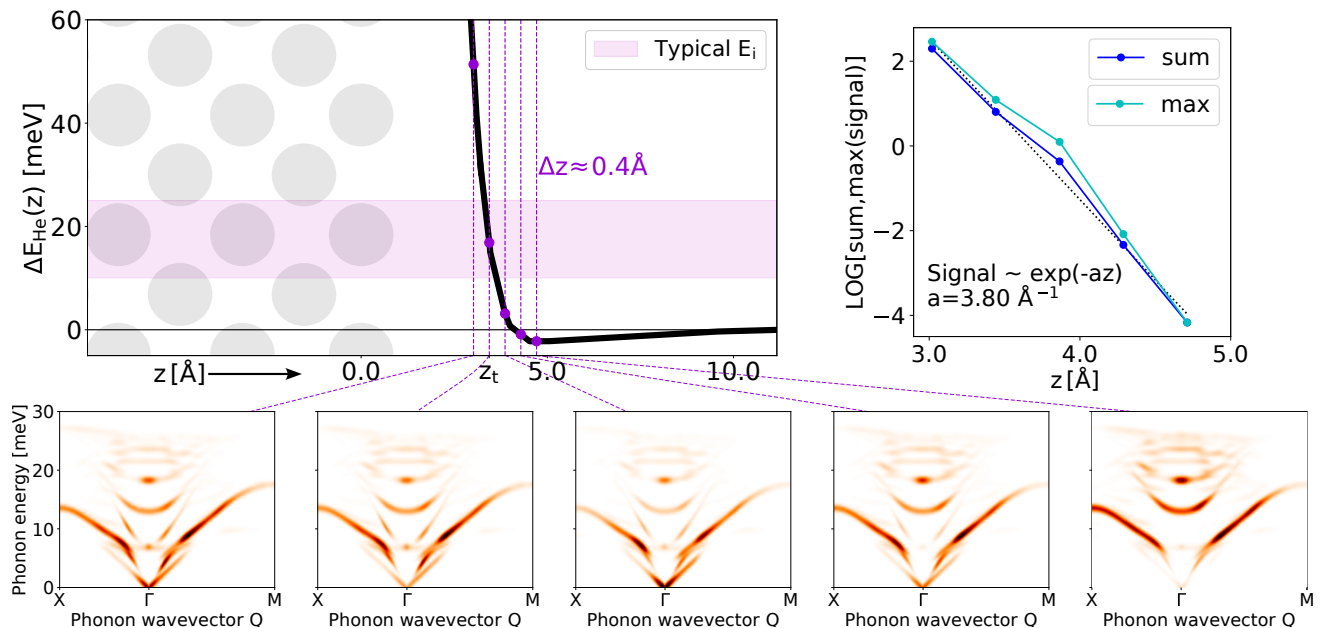 60
40
20
0
ΔE_He(z) [meV]
Typical E_i
Δz≈0.4Å
z [Å]
0.0
z_t
5.0
10.0
2
0
−2
−4
LOG[sum,max(signal)]
sum
max
Signal ~ exp(-az)
a=3.80 Å⁻¹
3.0
4.0
5.0
z [Å]
30
20
10
0
Phonon energy [meV]
X Γ M
Phonon wavevector Q
X Γ M
Phonon wavevector Q
X Γ M
Phonon wavevector Q
X Γ M
Phonon wavevector Q
X Γ M
Phonon wavevector Q